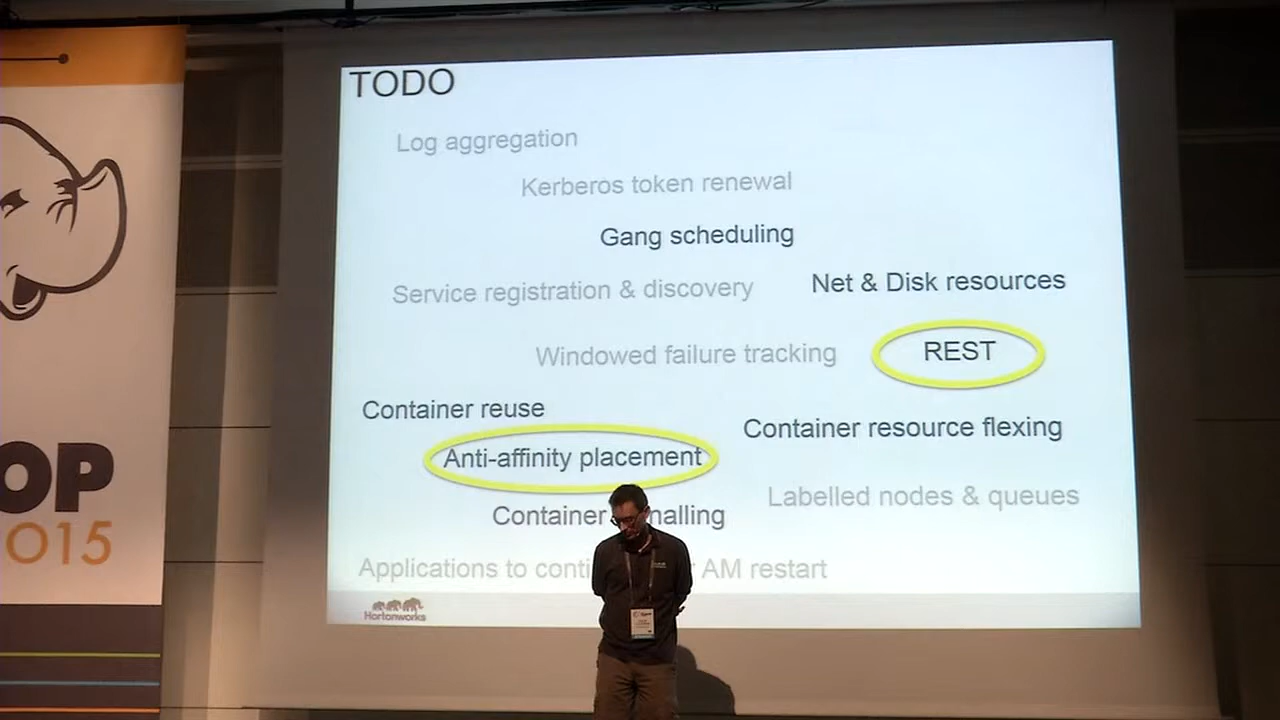 TODO
Log aggregation
Kerberos token renewal
Gang scheduling
Service registration & discovery
Net & Disk resources
Windowed failure tracking
REST
Container reuse
Container resource flexing
Anti-affinity placement
Labelled nodes & queues
Container nalling
Applications to conti AM restart
Hortonworks
OP
015